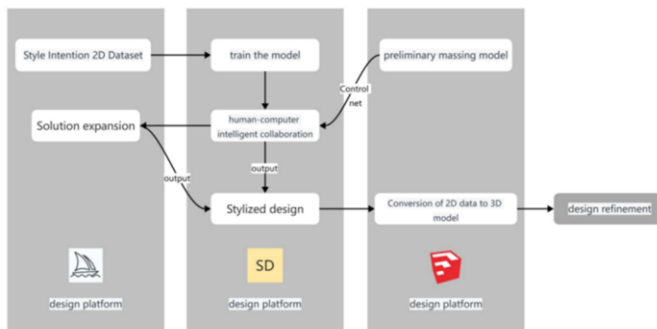 Style Intention 2D Dataset
train the model
preliminary massing model
Control
net
Solution expansion
human-computer
intelligent collaboration
output
output
Stylized design
Conversion of 2D data to 3D
model
design refinement
SD
design platform
design platform
design platform